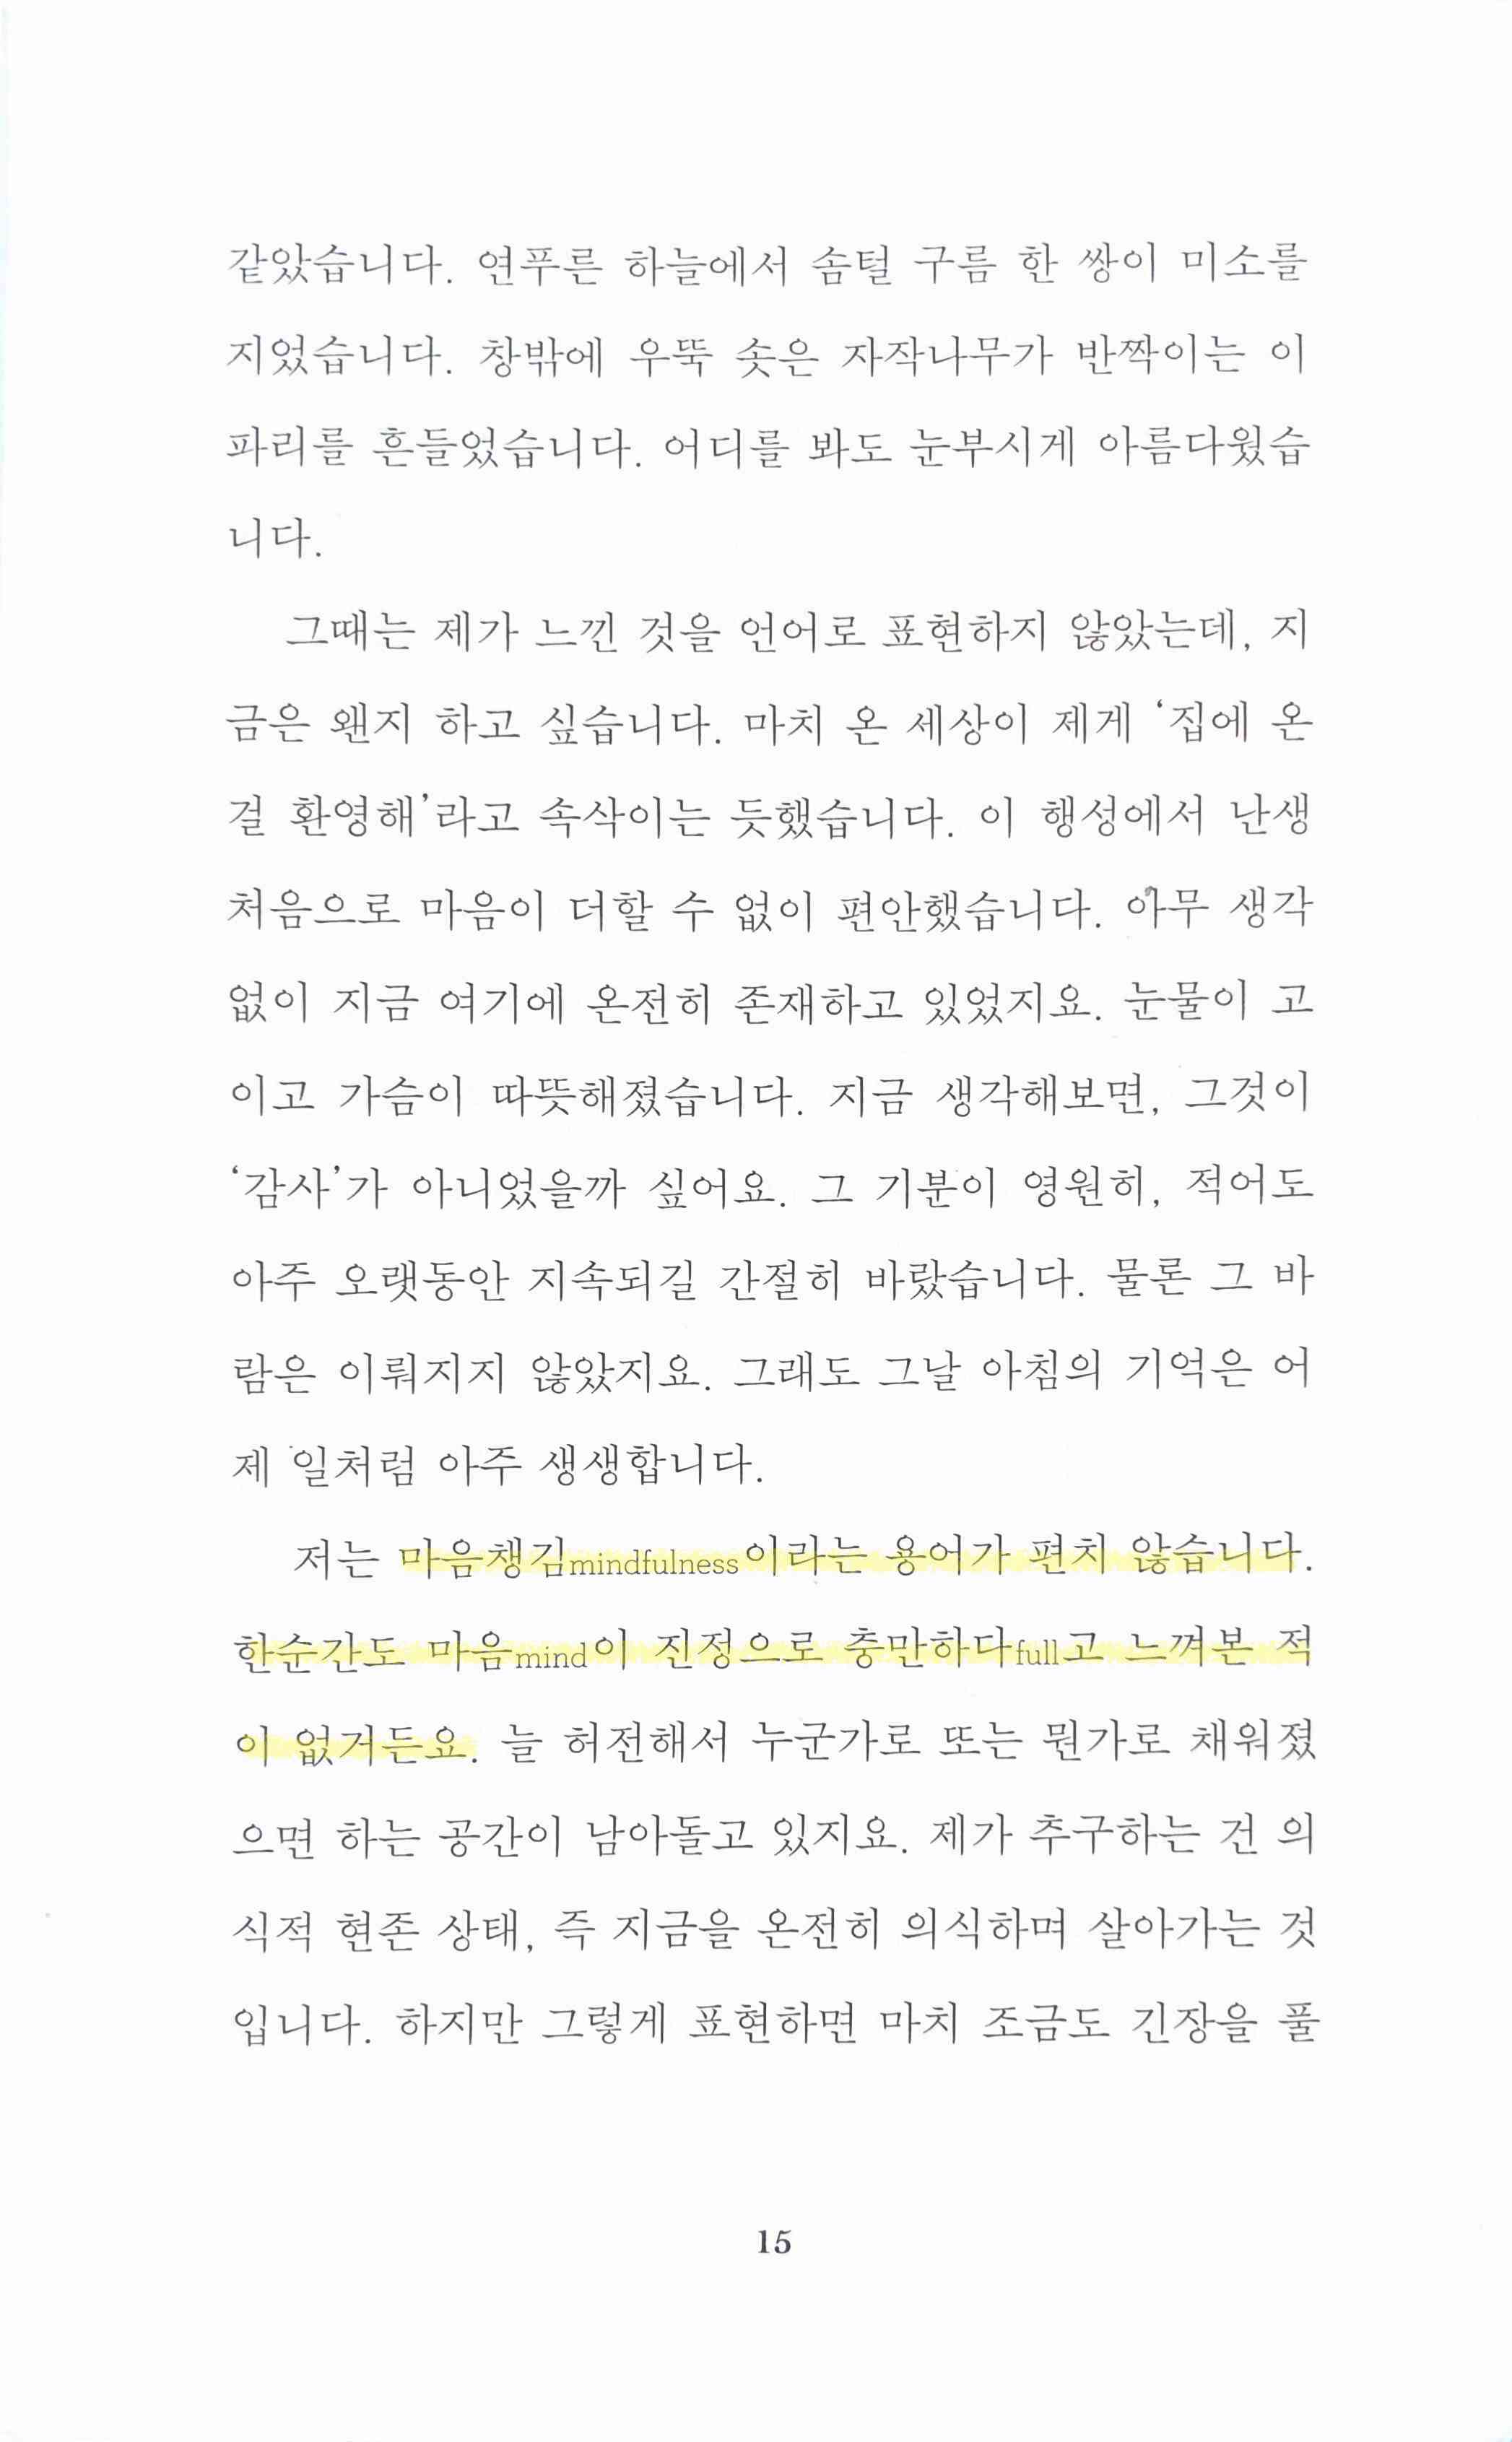 같았습니다. 연푸른 하늘에서 솜털 구름 한 쌍이 미소를
지었습니다. 창밖에 우뚝 솟은 자작나무가 반짝이는 이
파리를 흔들었습니다. 어디를 봐도 눈부시게 아름다웠습
니다.
그때는 제가 느낀 것을 언어로 표현하지 않았는데, 지
금은 왠지 하고 싶습니다. 마치 온 세상이 제게 ‘집에 온
걸 환영해’라고 속삭이는 듯했습니다. 이 행성에서 난생
처음으로 마음이 더할 수 없이 편안했습니다. 아무 생각
없이 지금 여기에 온전히 존재하고 있었지요. 눈물이 고
이고 가슴이 따뜻해졌습니다. 지금 생각해보면, 그것이
‘감사’가 아니었을까 싶어요. 그 기분이 영원히, 적어도
아주 오랫동안 지속되길 간절히 바랐습니다. 물론 그 바
람은 이뤄지지 않았지요. 그래도 그날 아침의 기억은 어
제 일처럼 아주 생생합니다.
저는 마음챙김mindfulness이라는 용어가 편치 않습니다.
한순간도 마음mind이 진정으로 충만하다full고 느껴본 적
이 없거든요. 늘 허전해서 누군가로 또는 뭔가로 채워졌
으면 하는 공간이 남아돌고 있지요. 제가 추구하는 건 의
식적 현존 상태, 즉 지금을 온전히 의식하며 살아가는 것
입니다. 하지만 그렇게 표현하면 마치 조금도 긴장을 풀
15